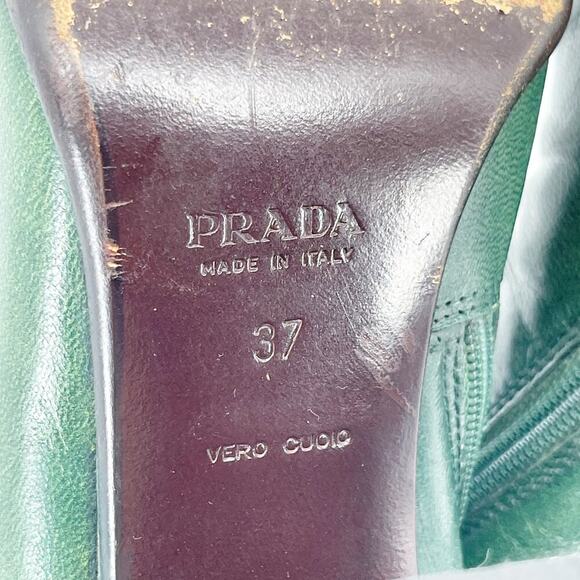 PRADA
MADE IN ITALY
37
VERO CUOIO